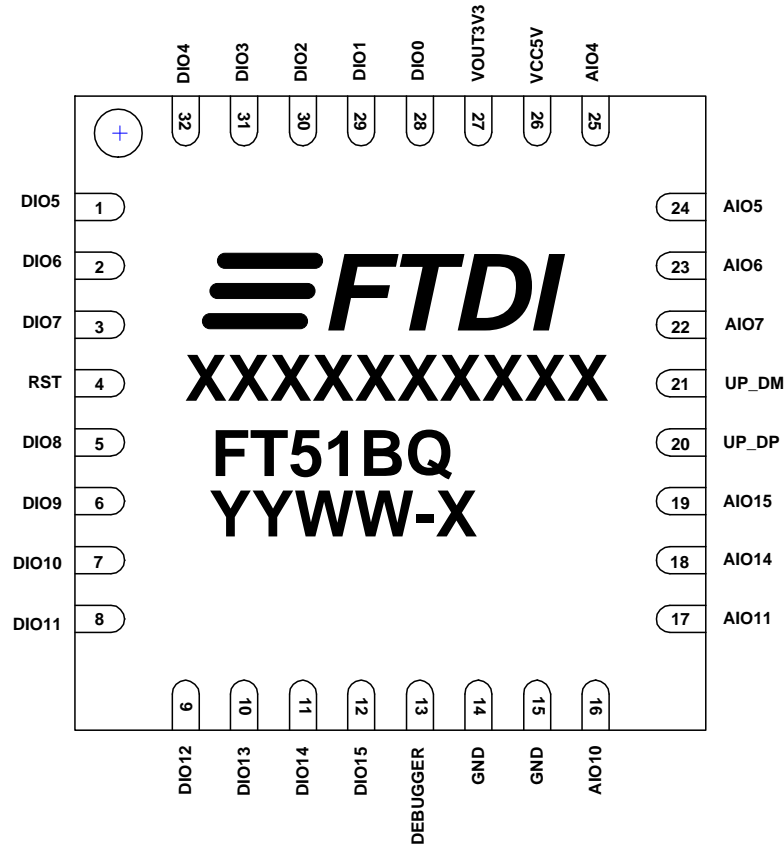 DIO4 DIO3 DIO2 DIO1 DIO0 VOUT3V3 VCC5V AIO4
32 31 30 29 28 27 26 25
DIO5 1 24 AIO5
DIO6 2 23 AIO6
DIO7 3 22 AIO7
RST 4 21 UP_DM
DIO8 5 20 UP_DP
DIO9 6 19 AIO15
DIO10 7 18 AIO14
DIO11 8 17 AIO11
FTDI
XXXXXXXXXX
FT51BQ
YYWW-X
9 10 11 12 13 14 15 16
DIO12 DIO13 DIO14 DIO15 DEBUGGER GND GND AIO10